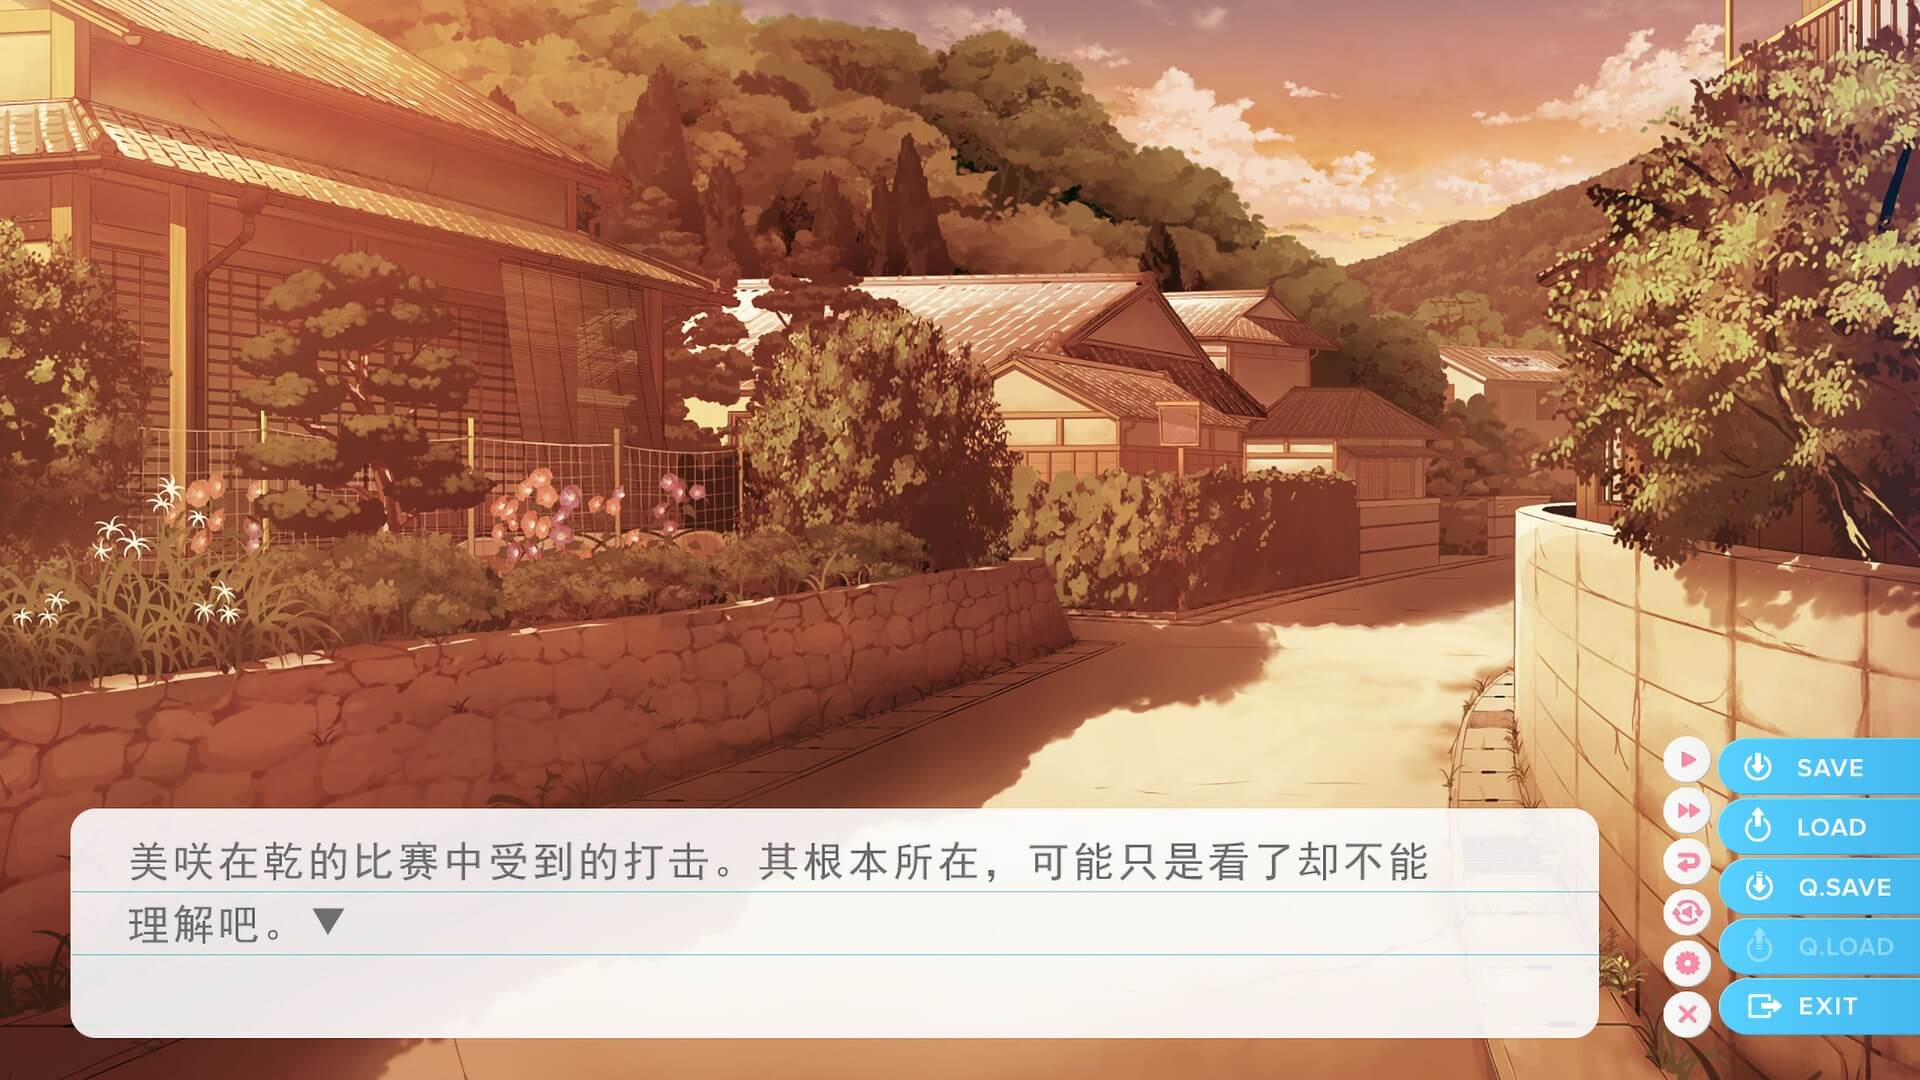 美咲在乾的比赛中受到的打击。其根本所在，可能只是看了却不能
理解吧。▼
SAVE
LOAD
Q.SAVE
Q.LOAD
EXIT